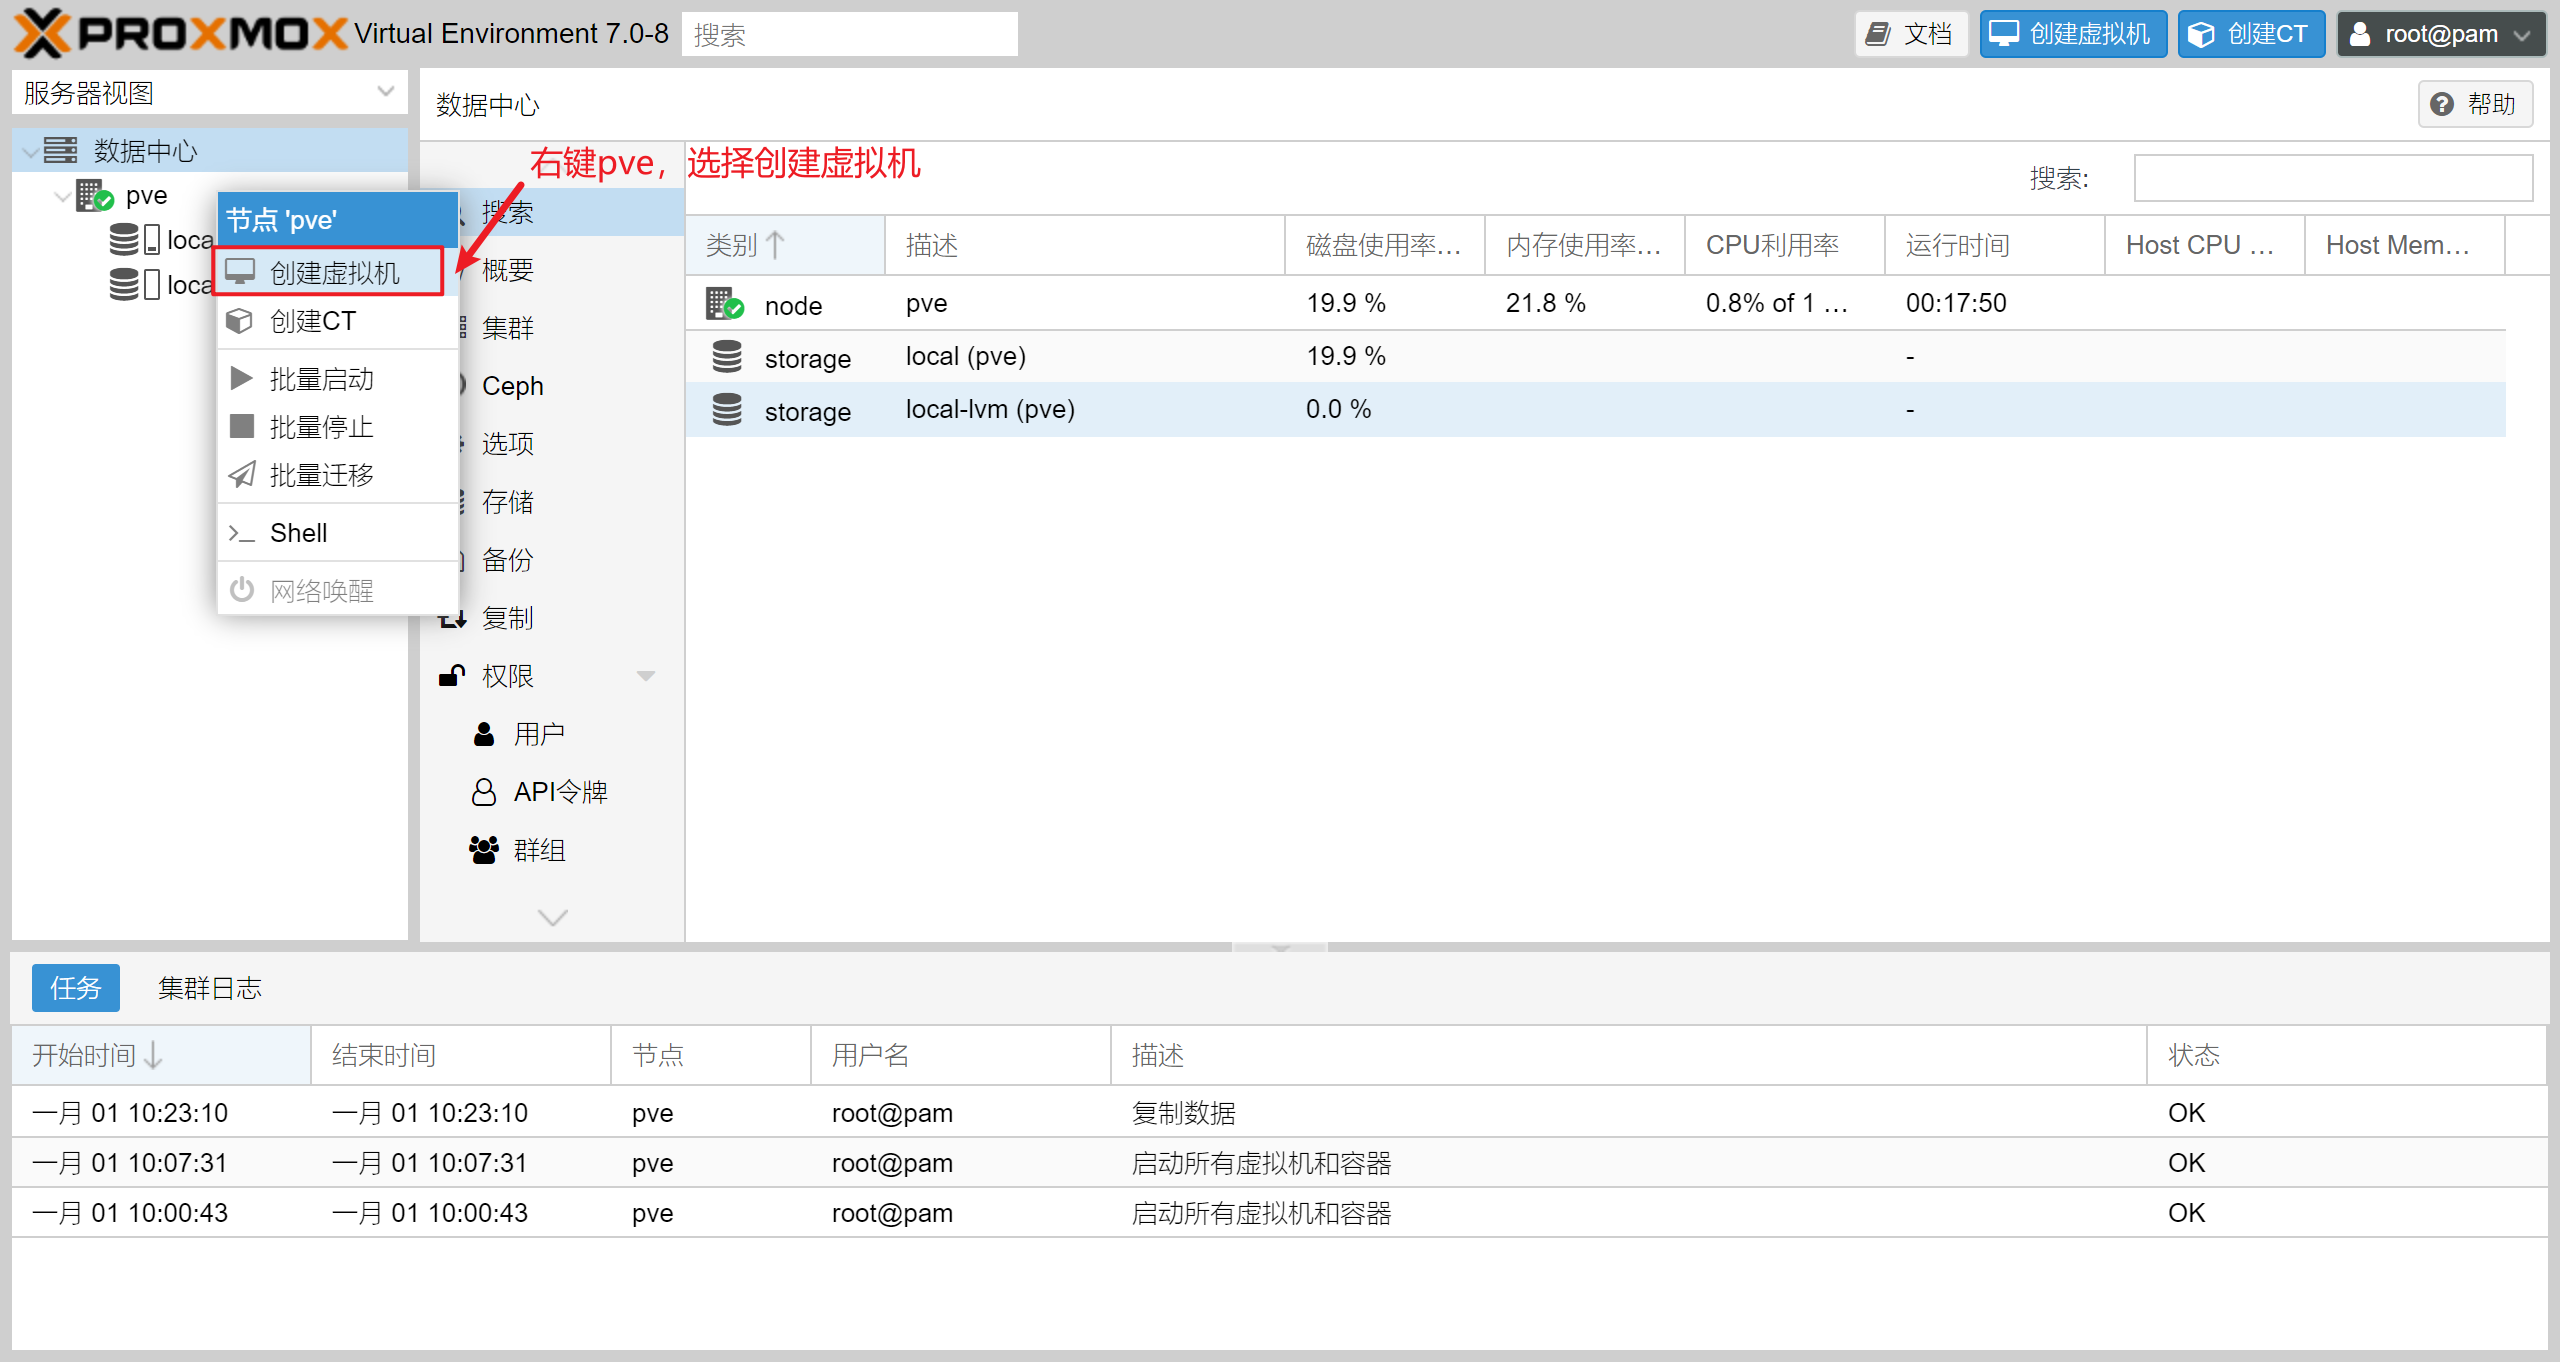 PROXMOX Virtual Environment 7.0-8 搜索 文档 创建虚拟机 创建CT root@pam
服务器视图
数据中心 帮助
数据中心
pve
loca
loca
节点 'pve'
创建虚拟机
创建CT
批量启动
批量停止
批量迁移
Shell
网络唤醒
右键pve，选择创建虚拟机
搜索
概要
集群
Ceph
选项
存储
备份
复制
权限
用户
API令牌
群组
搜索:
类别 描述 磁盘使用率... 内存使用率... CPU利用率 运行时间 Host CPU ... Host Mem...
node pve 19.9 % 21.8 % 0.8% of 1 ... 00:17:50
storage local (pve) 19.9 % -
storage local-lvm (pve) 0.0 % -
任务 集群日志
开始时间 结束时间 节点 用户名 描述 状态
一月 01 10:23:10 一月 01 10:23:10 pve root@pam 复制数据 OK
一月 01 10:07:31 一月 01 10:07:31 pve root@pam 启动所有虚拟机和容器 OK
一月 01 10:00:43 一月 01 10:00:43 pve root@pam 启动所有虚拟机和容器 OK